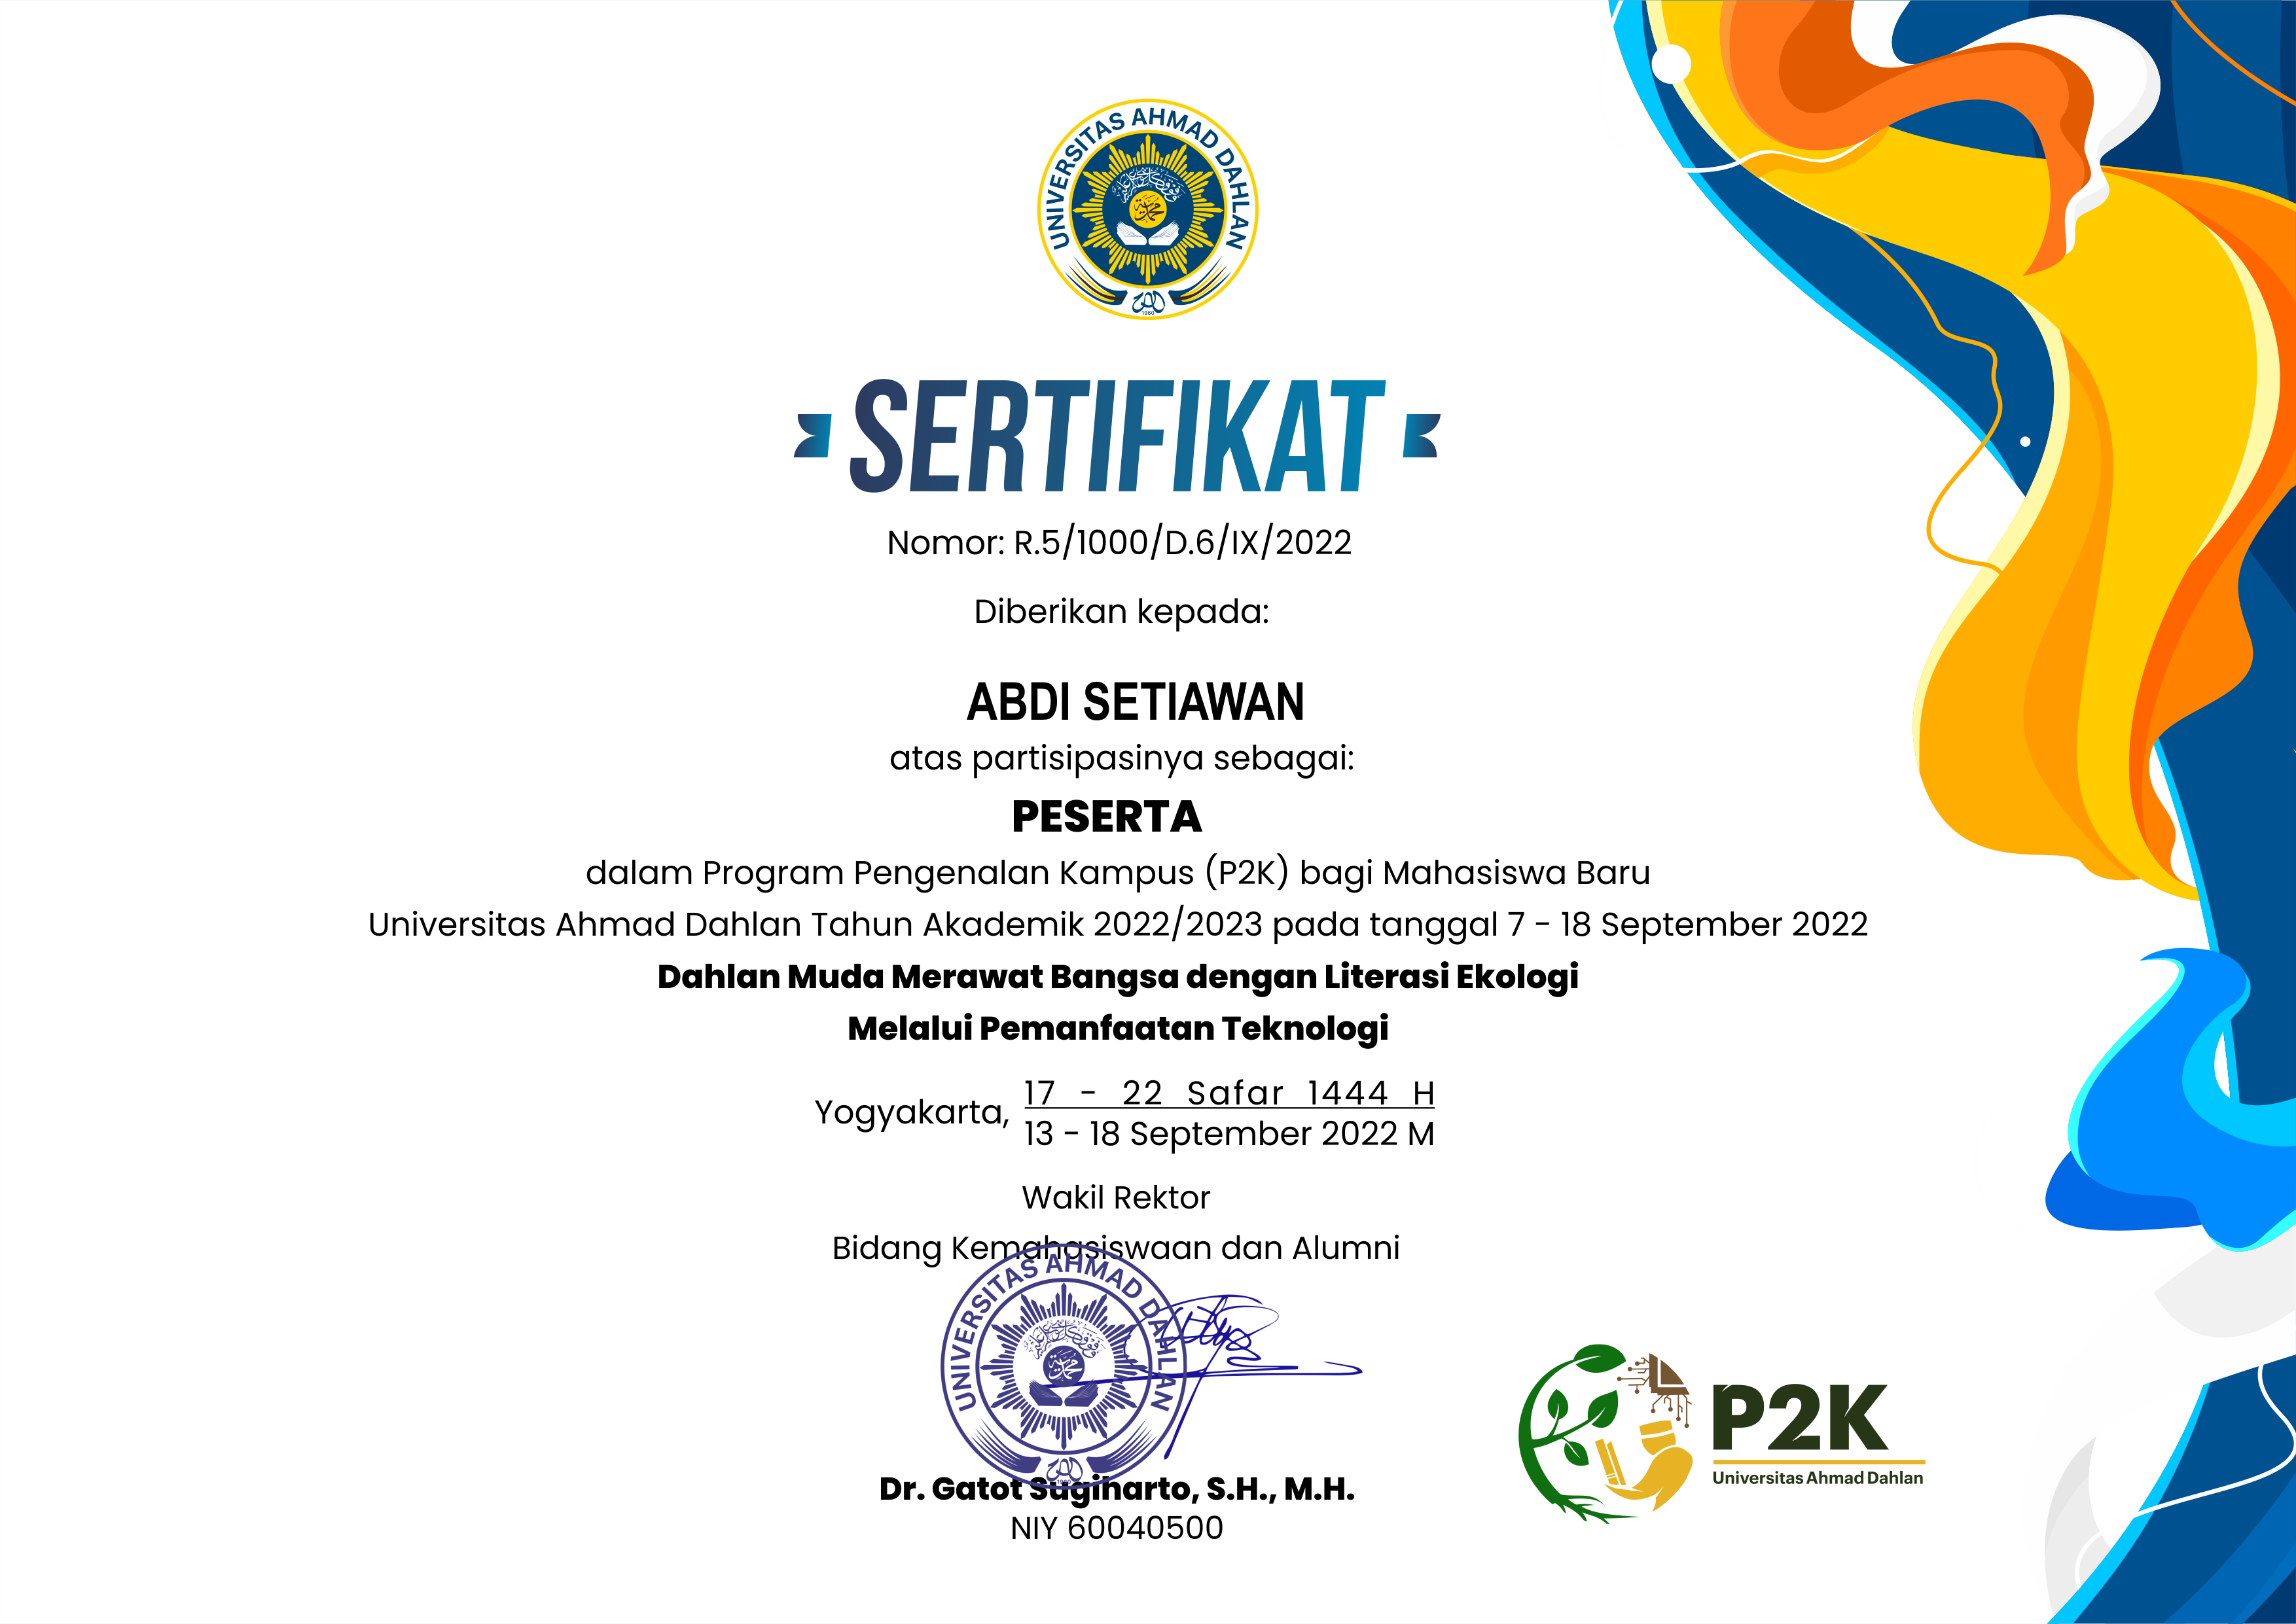 UNIVERSITAS AHMAD DAHLAN
1960
SERTIFIKAT
Nomor: R.5/1000/D.6/IX/2022
Diberikan kepada:
ABDI SETIAWAN
atas partisipasinya sebagai:
PESERTA
dalam Program Pengenalan Kampus (P2K) bagi Mahasiswa Baru
Universitas Ahmad Dahlan Tahun Akademik 2022/2023 pada tanggal 7 - 18 September 2022
Dahlan Muda Merawat Bangsa dengan Literasi Ekologi
Melalui Pemanfaatan Teknologi
Yogyakarta,
17 - 22 Safar 1444 H
13 - 18 September 2022 M
Wakil Rektor
Bidang Kemahasiswaan dan Alumni
UNIVERSITAS AHMAD DAHLAN
1960
Dr. Gatot Sugiharto, S.H., M.H.
NIY 60040500
P2K
Universitas Ahmad Dahlan